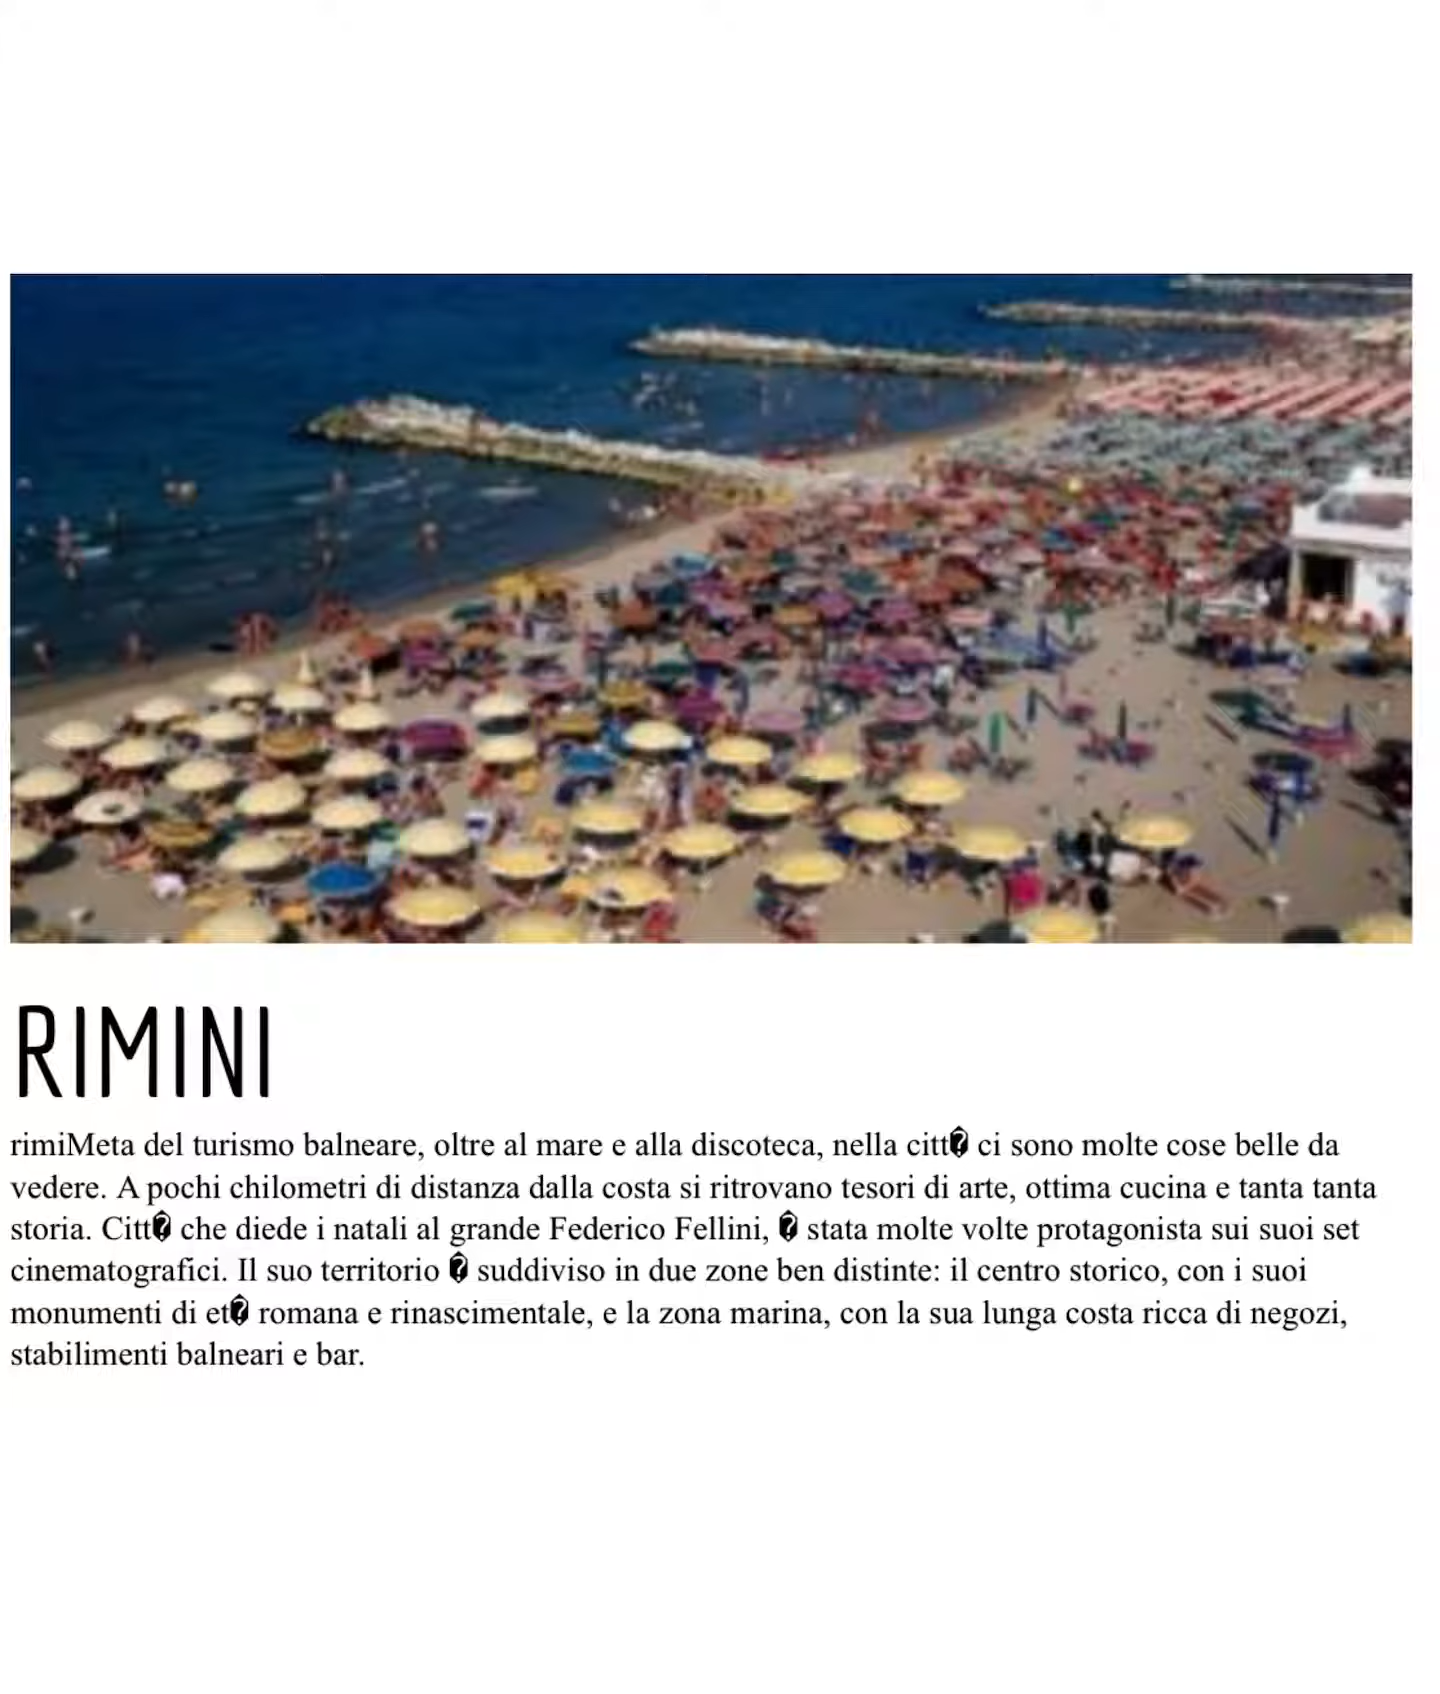 RIMINI
rimiMeta del turismo balneare, oltre al mare e alla discoteca, nella citt� ci sono molte cose belle da
vedere. A pochi chilometri di distanza dalla costa si ritrovano tesori di arte, ottima cucina e tanta tanta
storia. Citt� che diede i natali al grande Federico Fellini, � stata molte volte protagonista sui suoi set
cinematografici. Il suo territorio � suddiviso in due zone ben distinte: il centro storico, con i suoi
monumenti di et� romana e rinascimentale, e la zona marina, con la sua lunga costa ricca di negozi,
stabilimenti balneari e bar.